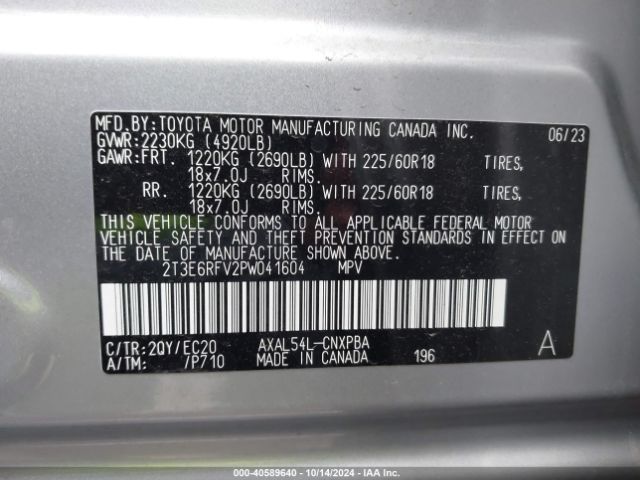 MFD.BY:TOYOTA MOTOR MANUFACTURING CANADA INC. 06/23
GVWR:2230KG (4920LB)
GAWR:FRT. 1220KG (2690LB) WITH 225/60R18 TIRES,
18x7.0J RIMS.
RR. 1220KG (2690LB) WITH 225/60R18 TIRES,
18x7.0J RIMS.
THIS VEHICLE CONFORMS TO ALL APPLICABLE FEDERAL MOTOR
VEHICLE SAFETY AND THEFT PREVENTION STANDARDS IN EFFECT ON
THE DATE OF MANUFACTURE SHOWN ABOVE.
2T3E6RFV2PW041604 MPV
C/TR:2QY/EC20 AXAL54L-CNXPBA
A/TM: /P710 MADE IN CANADA 196 A
000-40589640 - 10/14/2024 - IAA Inc.